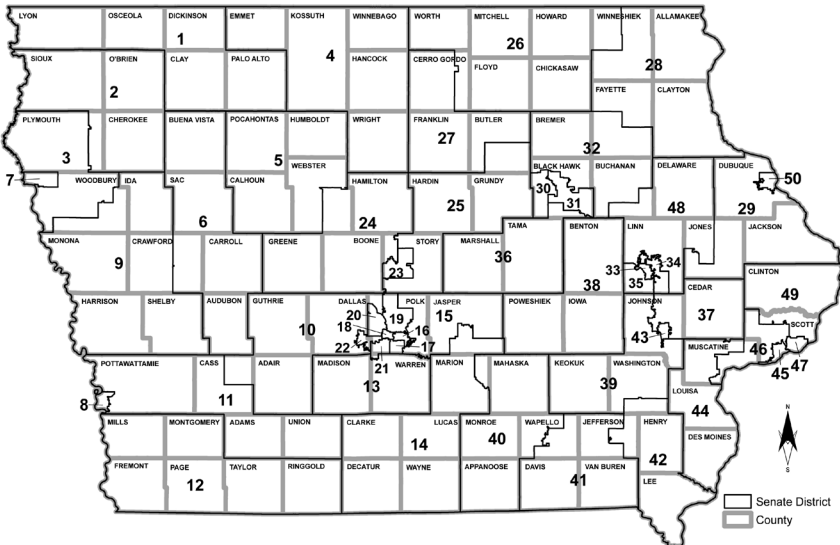 LYON OSCEOLA DICKINSON EMMET KOSSUTH WINNEBAGO WORTH MITCHELL HOWARD WINNESHIEK ALLAMAKEE
1 4 26 28
SIOUX O'BRIEN CLAY PALO ALTO HANCOCK CERRO GORDO FLOYD CHICKASAW
2
FAYETTE CLAYTON
PLYMOUTH CHEROKEE BUENA VISTA POCAHONTAS HUMBOLDT WRIGHT FRANKLIN BUTLER BREMER
3 5 27 32
WEBSTER BLACK HAWK BUCHANAN DELAWARE DUBUQUE
7 WOODBURY IDA SAC CALHOUN HAMILTON HARDIN GRUNDY 30 31 50
6 24 25 48 29
MONONA CRAWFORD CARROLL GREENE BOONE STORY MARSHALL TAMA BENTON LINN JONES JACKSON
9 23 36 38 33 34 35
CLINTON
HARRISON SHELBY AUDUBON GUTHRIE DALLAS POLK JASPER POWESHIEK IOWA JOHNSON CEDAR 49
10 20 19 15 37
18 16 43 SCOTT
22 21 17 MUSCATINE 46 47
45
POTTAWATTAMIE CASS ADAIR MADISON WARREN MARION MAHASKA KEOKUK WASHINGTON
8 11 13 39 LOUISA
44
MILLS MONTGOMERY ADAMS UNION CLARKE LUCAS MONROE WAPELLO JEFFERSON HENRY
14 40 DES MOINES
42
FREMONT PAGE TAYLOR RINGGOLD DECATUR WAYNE APPANOOSE DAVIS VAN BUREN LEE
12 41
N
S
Senate District
County